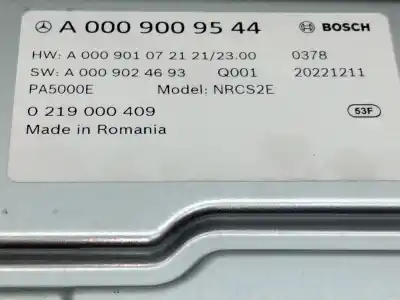 A 000 900 95 44 BOSCH
HW: A 000 901 07 21 21/23.00 0378
SW: A 000 902 46 93 Q001 20221211
PA5000E Model: NRCS2E
0 219 000 409 53F
Made in Romania